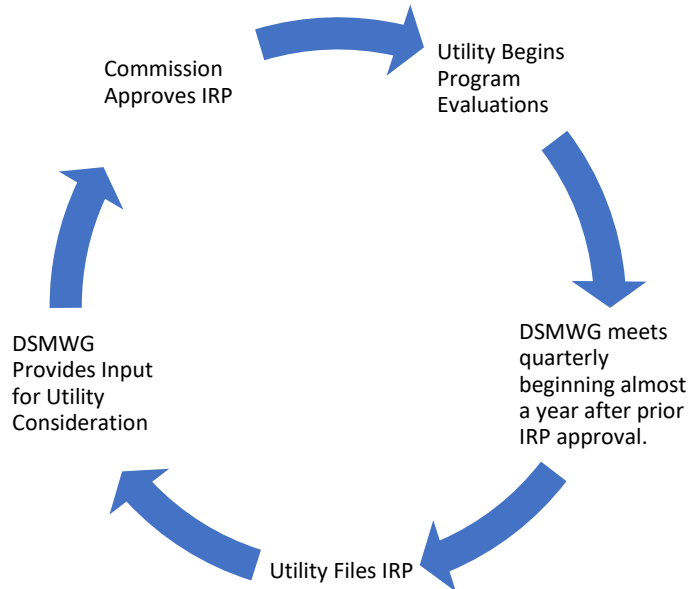 Commission
Approves IRP
Utility Begins
Program
Evaluations
DSMWG meets
quarterly
beginning almost
a year after prior
IRP approval.
Utility Files IRP
DSMWG
Provides Input
for Utility
Consideration